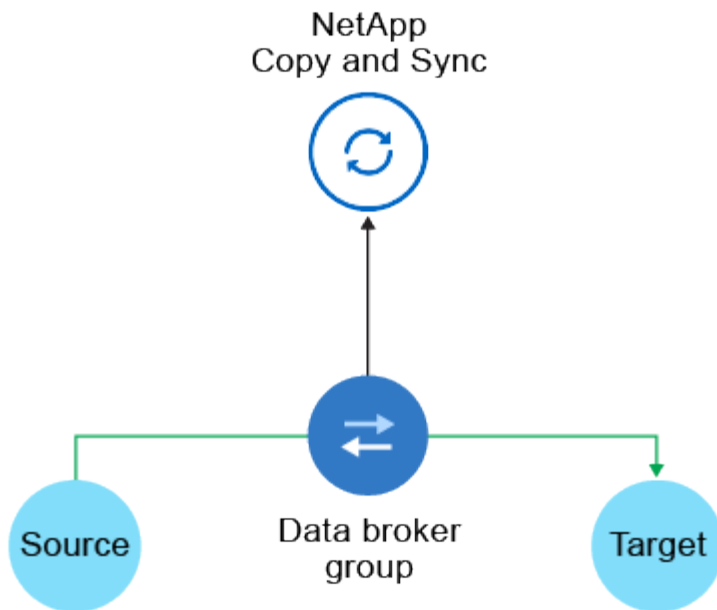 NetApp
Copy and Sync
Source
Data broker
group
Target